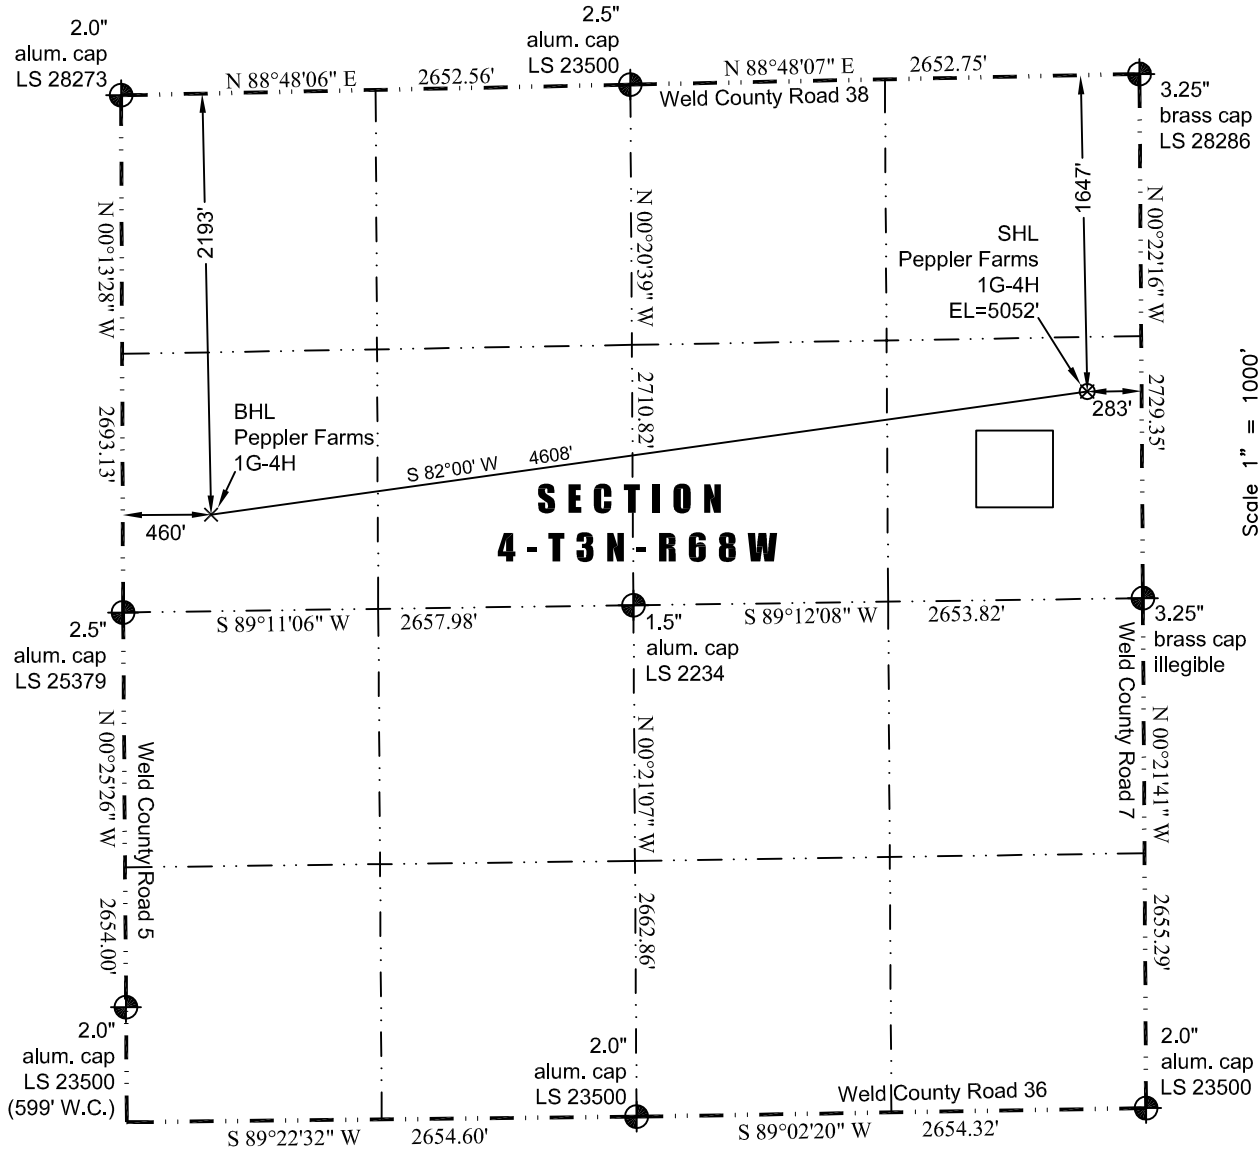 2.0"
alum. cap
LS 28273
N 88°48'06" E
2652.56'
2.5"
alum. cap
LS 23500
N 88°48'07" E
2652.75'
Weld County Road 38
3.25"
brass cap
LS 28286
N 00°13'28" W
2693.13'
2193'
N 00°20'39" W
2710.82'
1647'
SHL
Peppler Farms
1G-4H
EL=5052'
N 00°22'16" W
2729.35'
283'
Scale 1" = 1000'
BHL
Peppler Farms
1G-4H
460'
S 82°00' W
4608'
SECTION
4-T3N-R68W
2.5"
alum. cap
LS 25379
S 89°11'06" W
2657.98'
1.5"
alum. cap
LS 2234
S 89°12'08" W
2653.82'
3.25"
brass cap
illegible
Weld County Road 7
N 00°25'26" W
2654.00'
Weld County Road 5
N 00°21'07" W
2662.86'
N 00°21'41" W
2655.29'
2.0"
alum. cap
LS 23500
(599' W.C.)
2.0"
alum. cap
LS 23500
Weld County Road 36
2.0"
alum. cap
LS 23500
S 89°22'32" W
2654.60'
S 89°02'20" W
2654.32'